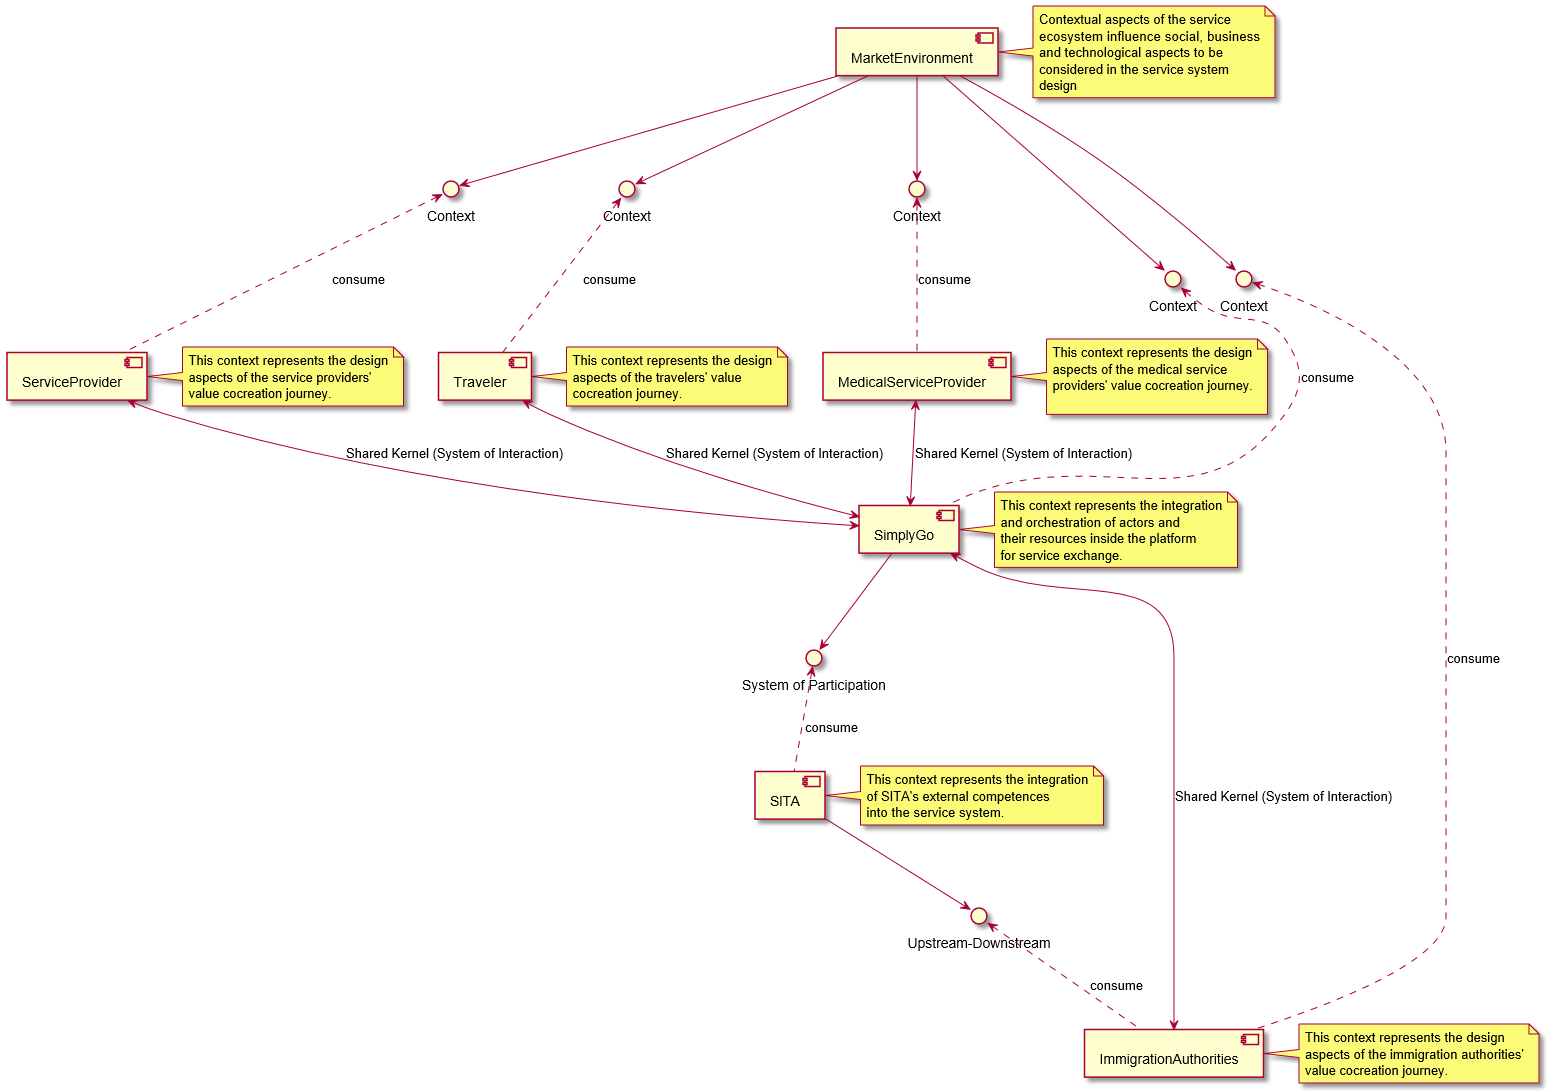 MarketEnvironment
Contextual aspects of the service
ecosystem influence social, business
and technological aspects to be
considered in the service system
design
Context
Context
Context
Context
Context
consume
consume
consume
consume
ServiceProvider
This context represents the design
aspects of the service providers'
value cocreation journey.
Traveler
This context represents the design
aspects of the travelers' value
cocreation journey.
MedicalServiceProvider
This context represents the design
aspects of the medical service
providers' value cocreation journey.
Shared Kernel (System of Interaction)
Shared Kernel (System of Interaction)
Shared Kernel (System of Interaction)
SimplyGo
This context represents the integration
and orchestration of actors and
their resources inside the platform
for service exchange.
System of Participation
consume
consume
SITA
This context represents the integration
of SITA's external competences
into the service system.
Shared Kernel (System of Interaction)
Upstream-Downstream
consume
ImmigrationAuthorities
This context represents the design
aspects of the immigration authorities'
value cocreation journey.